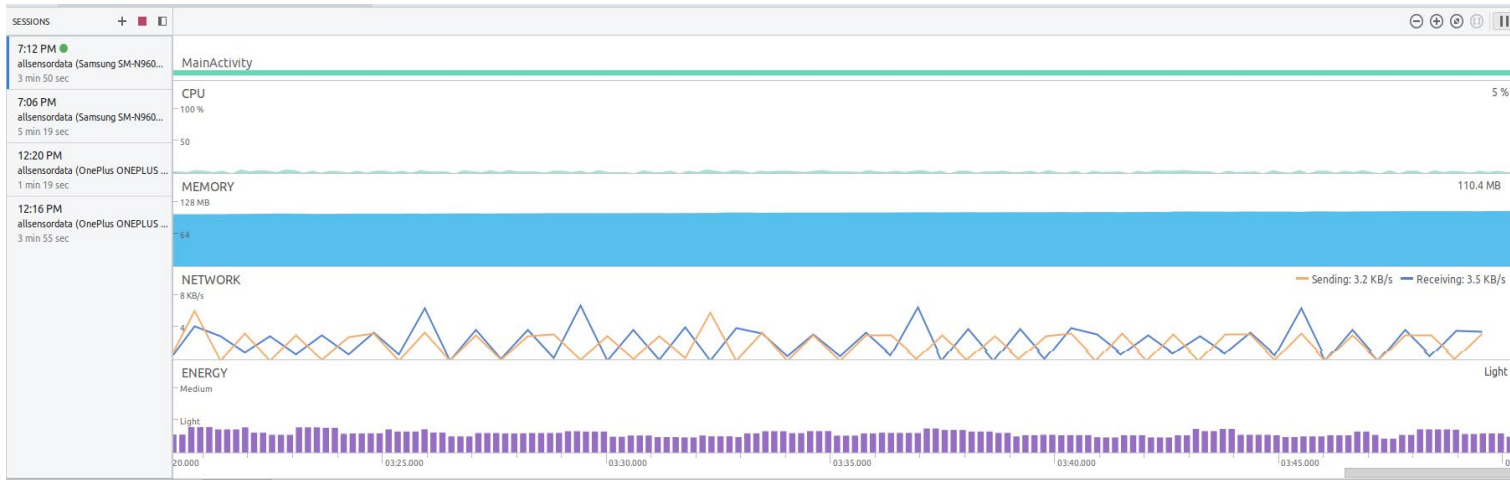 SESSIONS
7:12 PM
allsensordata (Samsung SM-N960...
3 min 50 sec
7:06 PM
allsensordata (Samsung SM-N960...
5 min 19 sec
12:20 PM
allsensordata (OnePlus ONEPLUS ...
1 min 19 sec
12:16 PM
allsensordata (OnePlus ONEPLUS ...
3 min 55 sec
MainActivity
CPU
5 %
100 %
50
MEMORY
110.4 MB
128 MB
64
NETWORK
Sending: 3.2 KB/s Receiving: 3.5 KB/s
8 KB/s
4
ENERGY
Light
Medium
Light
20.000 03:25.000 03:30.000 03:35.000 03:40.000 03:45.000